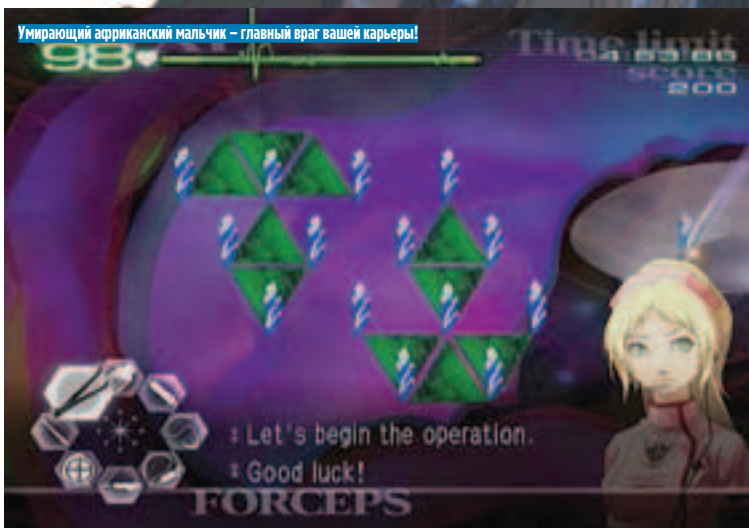 Умирающий африканский мальчик – главный враг вашей карьеры!
Time limit
98
score
200
: Let's begin the operation.
: Good luck!
FORCEPS